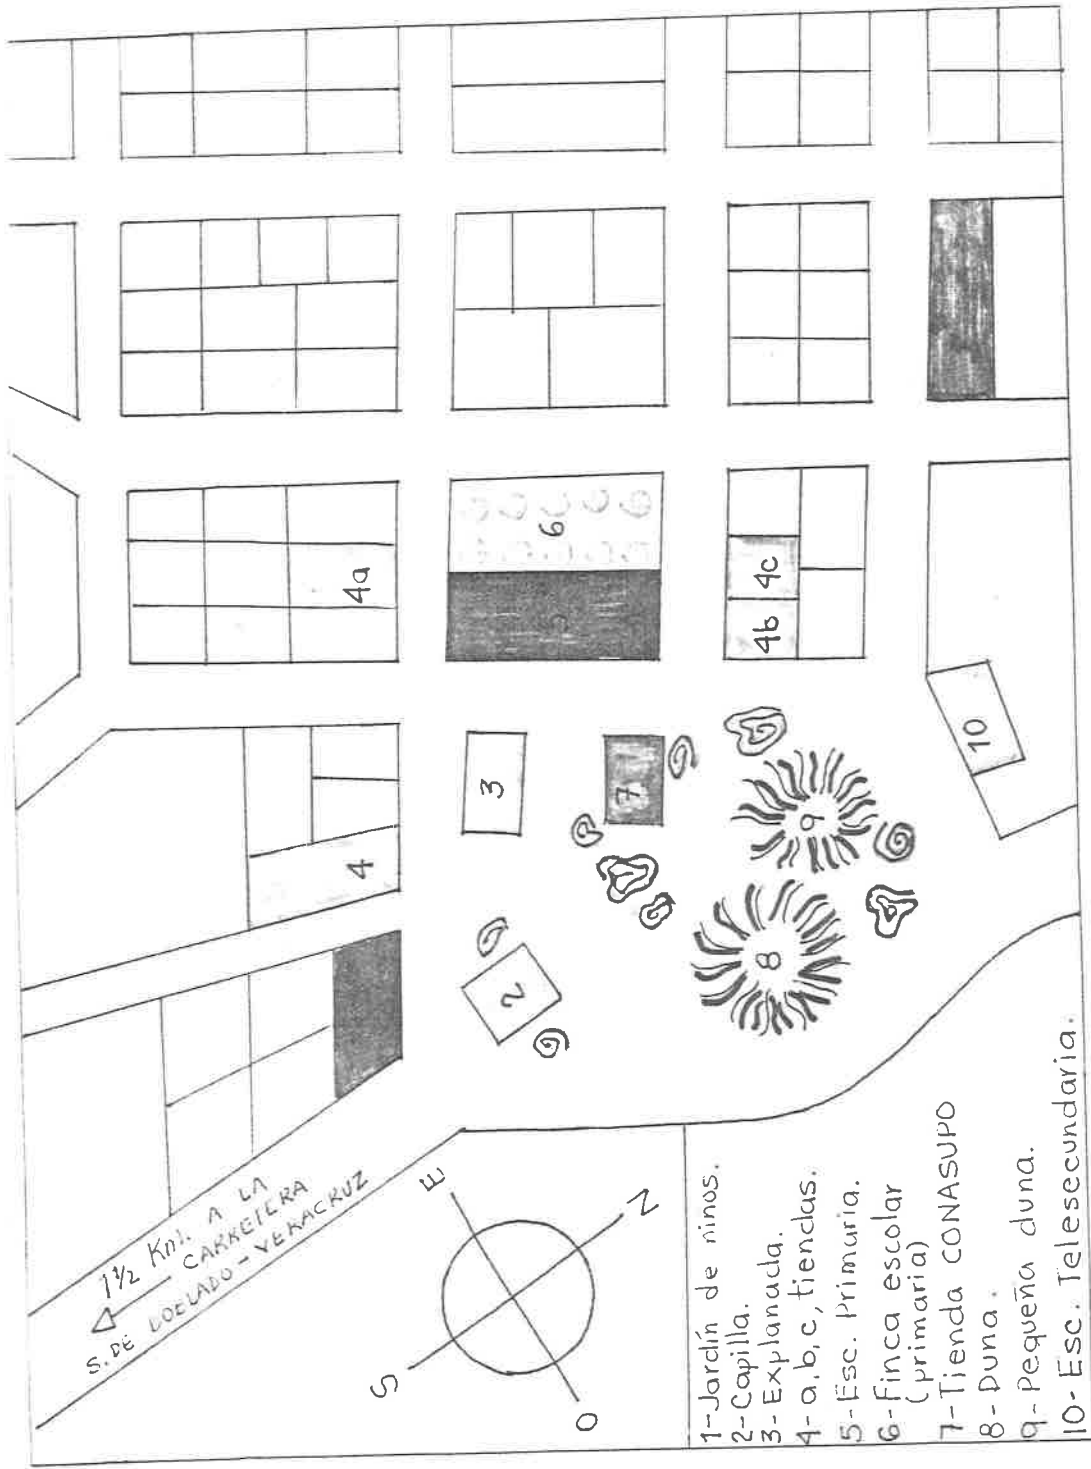 1½ Km. A LA
CARRETERA
S. DE DOBLADO - VERACRUZ
S
E
N
O
2
3
4
4a
4b
4c
6
7
8
9
10
1-Jardín de ninos.
2-Capilla.
3-Explanada.
4-a,b,c, tiendas.
5-Esc. Primaria.
6-Finca escolar
(primaria)
7-Tienda CONASUPO
8-Duna.
9-Pequeña duna.
10-Esc. Telesecundaria.